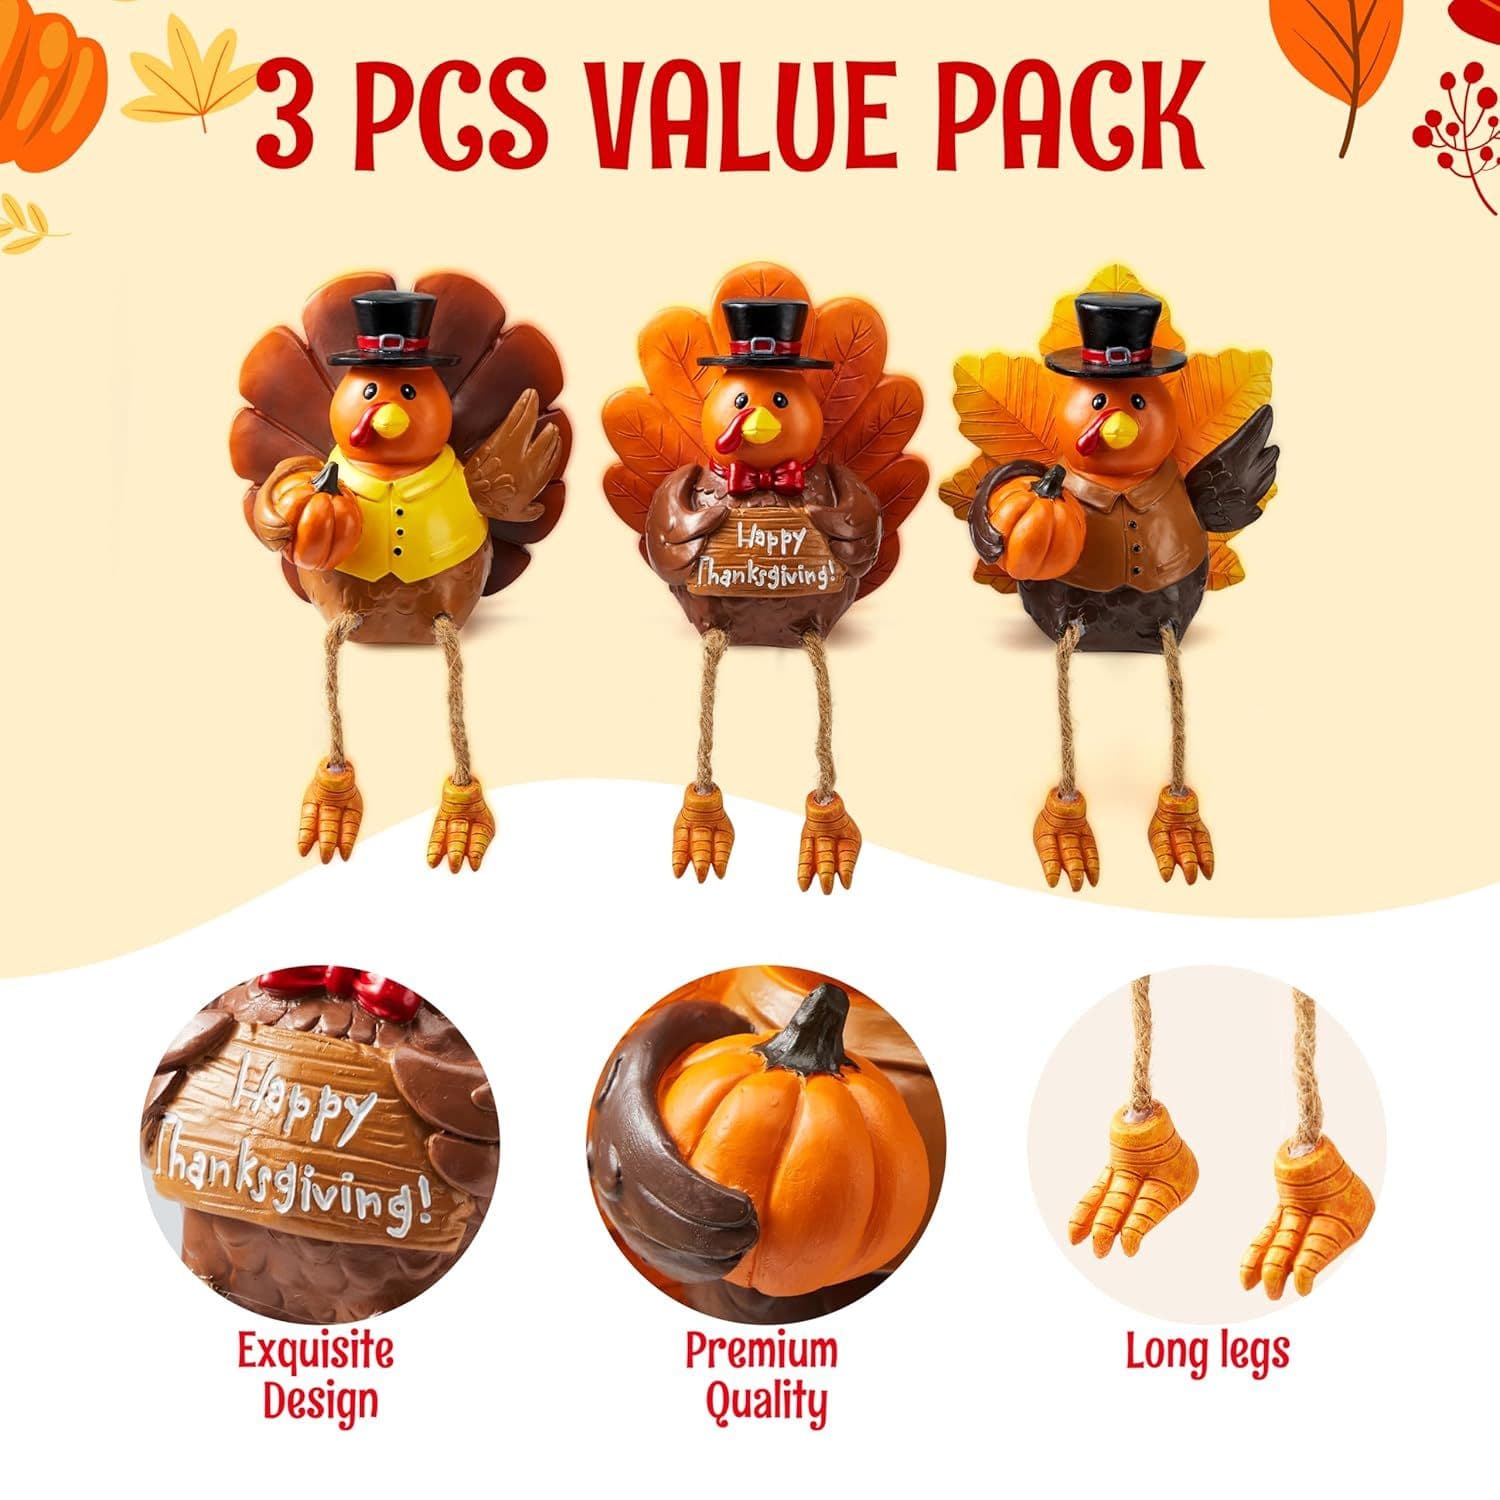 3 PCS VALUE PACK
Happy
Thanksgiving!
Happy
Thanksgiving!
Exquisite
Design
Premium
Quality
Long legs